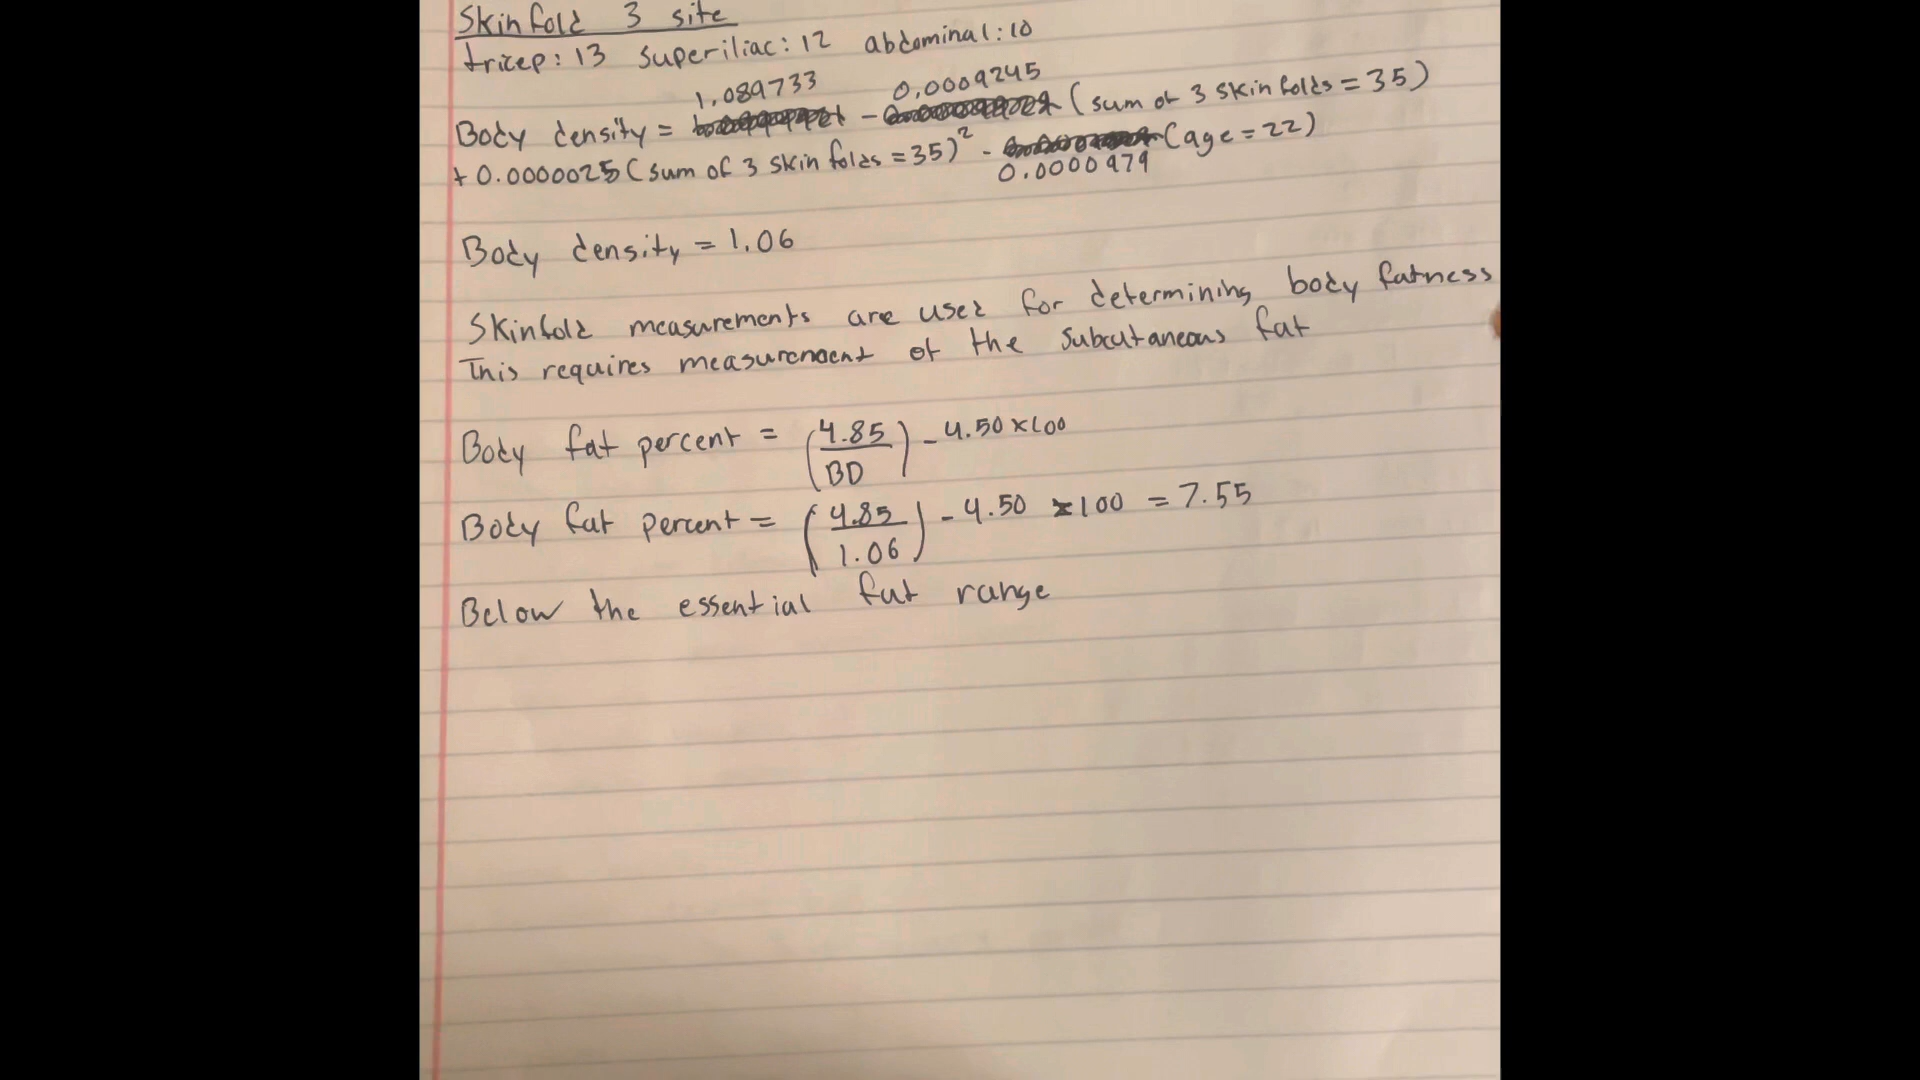 Skinfold 3 site
tricep: 13 superiliac: 12 abdominal: 10
1.089733 0.0009245
Body density = - (sum of 3 skin folds = 35)
+ 0.0000025 (sum of 3 skin folds = 35)² - (age = 22)
0.0000979
Body density = 1.06
Skinfold measurements are used for determining body fatness
This requires measurement of the subcutaneous fat
Body fat percent = (4.85/BD) - 4.50 x 100
Body fat percent = (4.85/1.06) - 4.50 x 100 = 7.55
Below the essential fat range